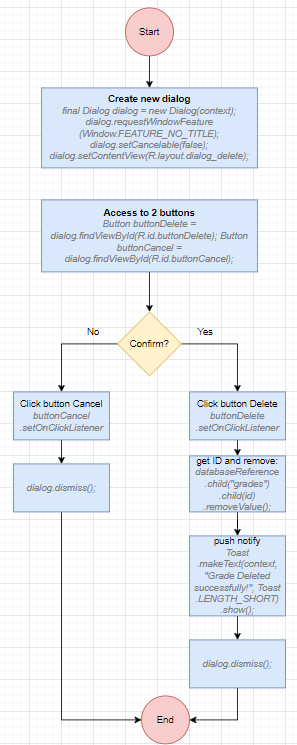 Start
Create new dialog
final Dialog dialog = new Dialog(context);
dialog.requestWindowFeature
(Window.FEATURE_NO_TITLE);
dialog.setCancelable(false);
dialog.setContentView(R.layout.dialog_delete);
Access to 2 buttons
Button buttonDelete =
dialog.findViewById(R.id.buttonDelete); Button
buttonCancel =
dialog.findViewById(R.id.buttonCancel);
No
Confirm?
Yes
Click button Cancel
buttonCancel
.setOnClickListener
dialog.dismiss();
Click button Delete
buttonDelete
.setOnClickListener
get ID and remove:
databaseReference
.child("grades")
.child(id)
.removeValue();
push notify
Toast
.makeText(context,
"Grade Deleted
successfully!", Toast
.LENGTH_SHORT)
.show();
dialog.dismiss();
End